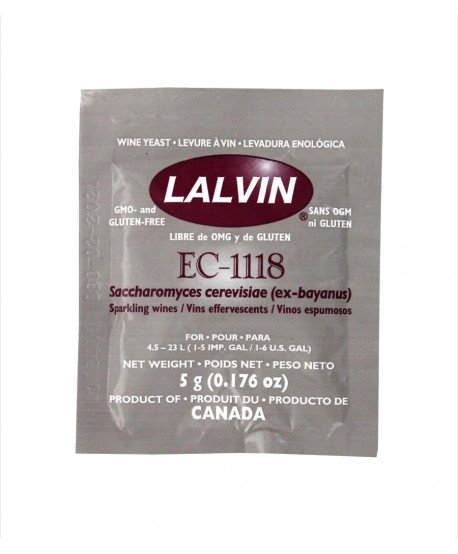 WINE YEAST • LEVURE À VIN • LEVADURA ENOLÓGICA
LALVIN
®
GMO- and
GLUTEN-FREE
SANS OGM
ni GLUTEN
LIBRE de OMG y de GLUTEN
EC-1118
Saccharomyces cerevisiae (ex-bayanus)
Sparkling wines / Vins effervescents / Vinos espumosos
FOR • POUR • PARA
4.5 – 23 L ( 1-5 IMP. GAL / 1-6 U.S. GAL)
NET WEIGHT • POIDS NET • PESO NETO
5 g (0.176 oz)
PRODUCT OF • PRODUIT DU • PRODUCTO DE
CANADA